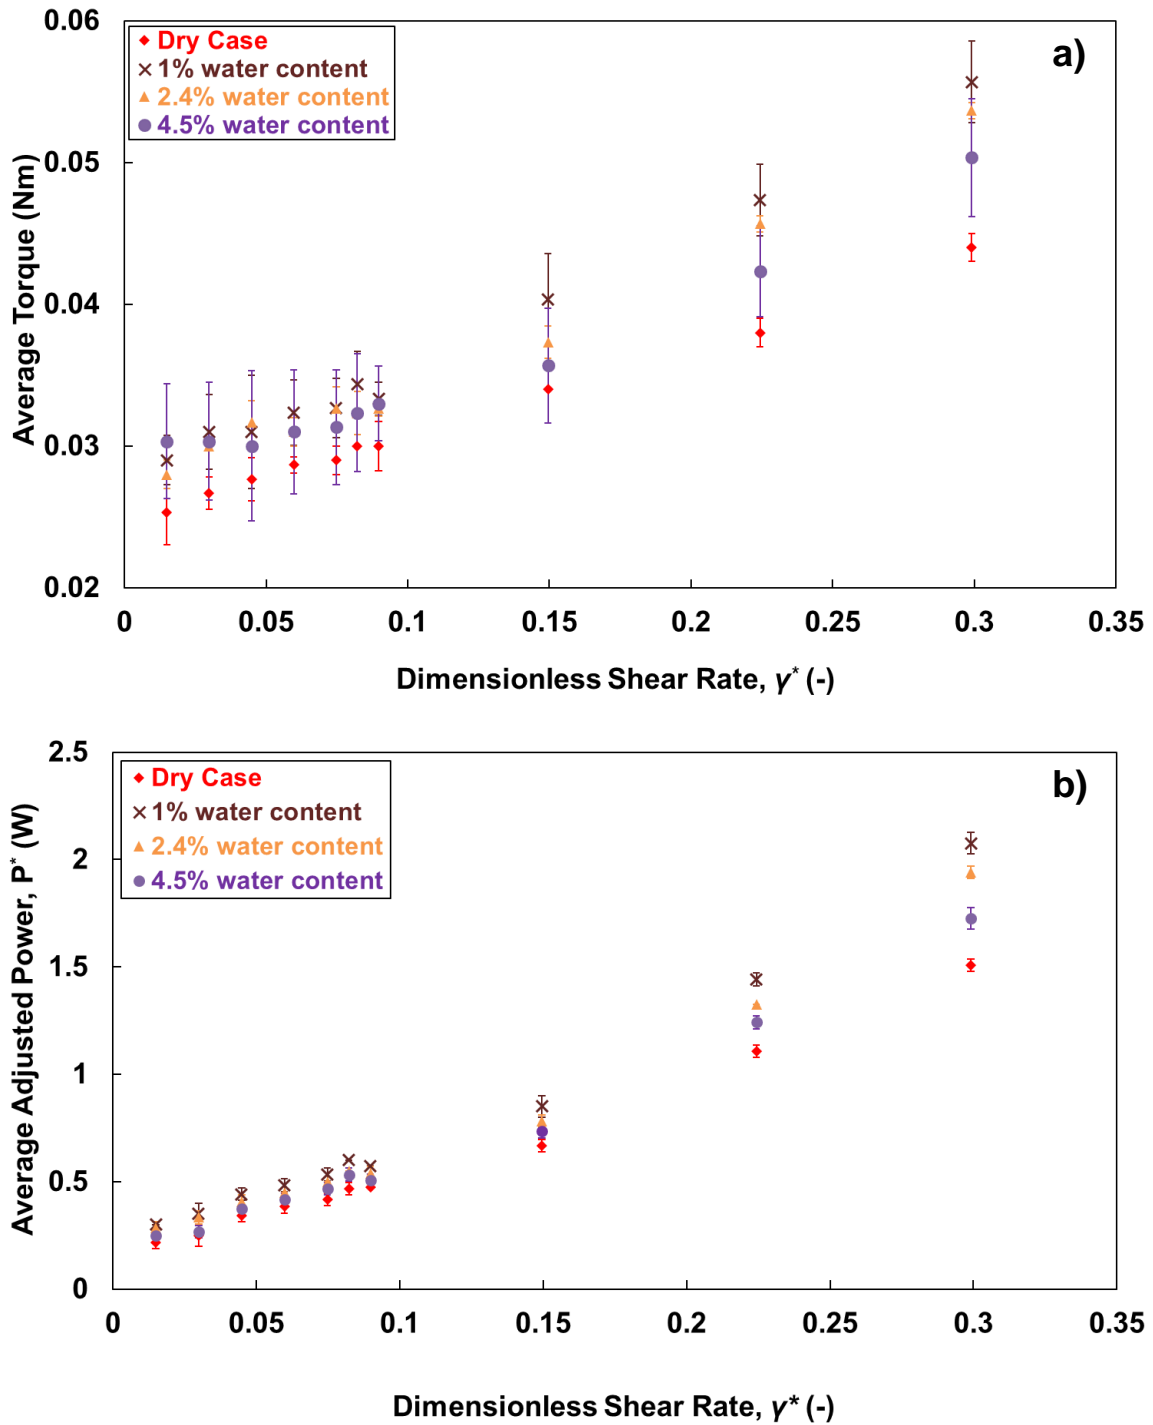 a)
Dry Case
1% water content
2.4% water content
4.5% water content
Average Torque (Nm)
0.06
0.05
0.04
0.03
0.02
0 0.05 0.1 0.15 0.2 0.25 0.3 0.35
Dimensionless Shear Rate, γ* (-)
b)
Dry Case
1% water content
2.4% water content
4.5% water content
Average Adjusted Power, P* (W)
2.5
2
1.5
1
0.5
0
0 0.05 0.1 0.15 0.2 0.25 0.3 0.35
Dimensionless Shear Rate, γ* (-)